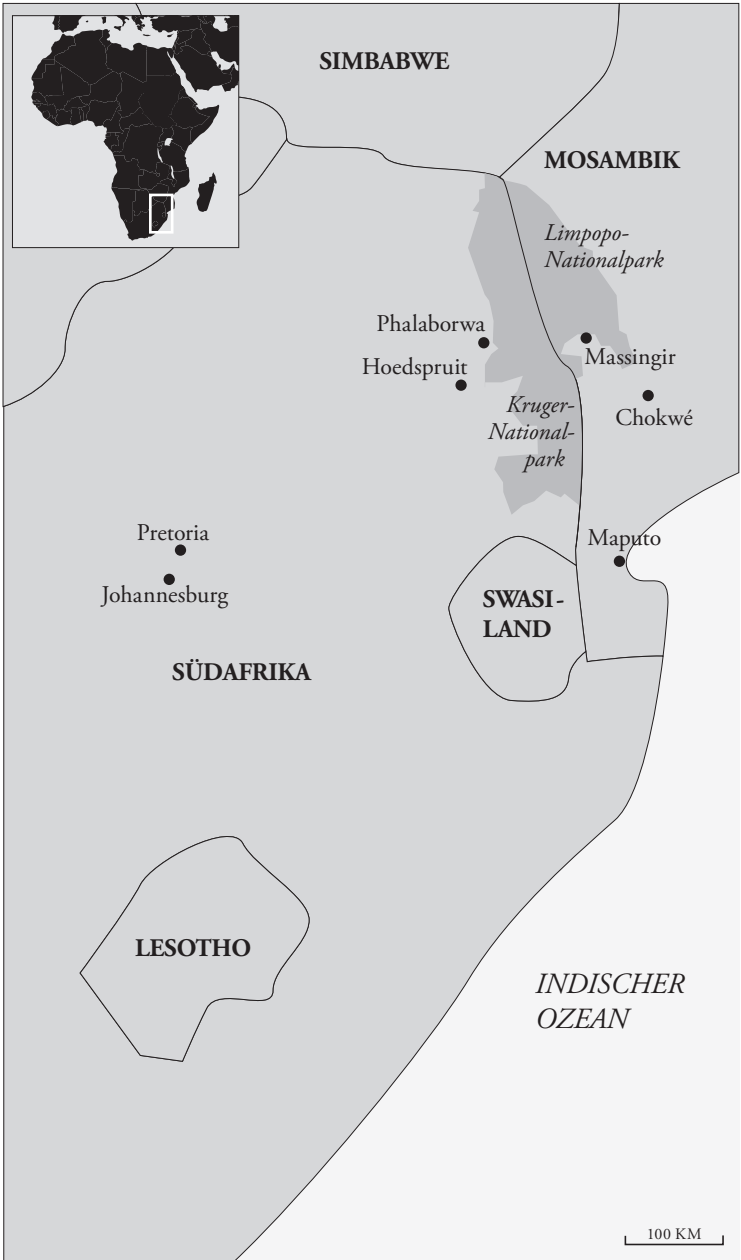 SIMBABWE
MOSAMBIK
Limpopo-
Nationalpark
Phalaborwa
Massingir
Hoedspruit
Chokwé
Kruger-
National-
park
Pretoria
Maputo
Johannesburg
SWASI-
LAND
SÜDAFRIKA
LESOTHO
INDISCHER
OZEAN
100 KM